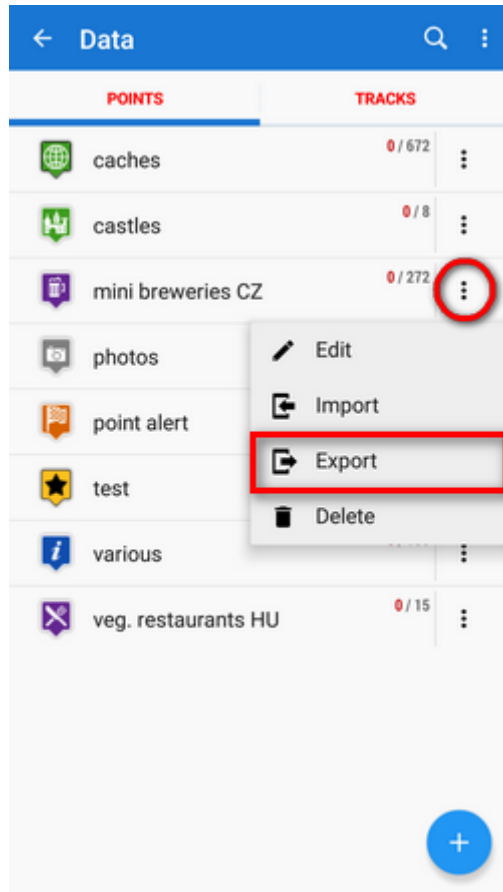 Data
POINTS TRACKS
caches 0 / 672
castles 0 / 8
mini breweries CZ 0 / 272
photos
Edit
Import
point alert
Export
test
Delete
various
veg. restaurants HU 0 / 15